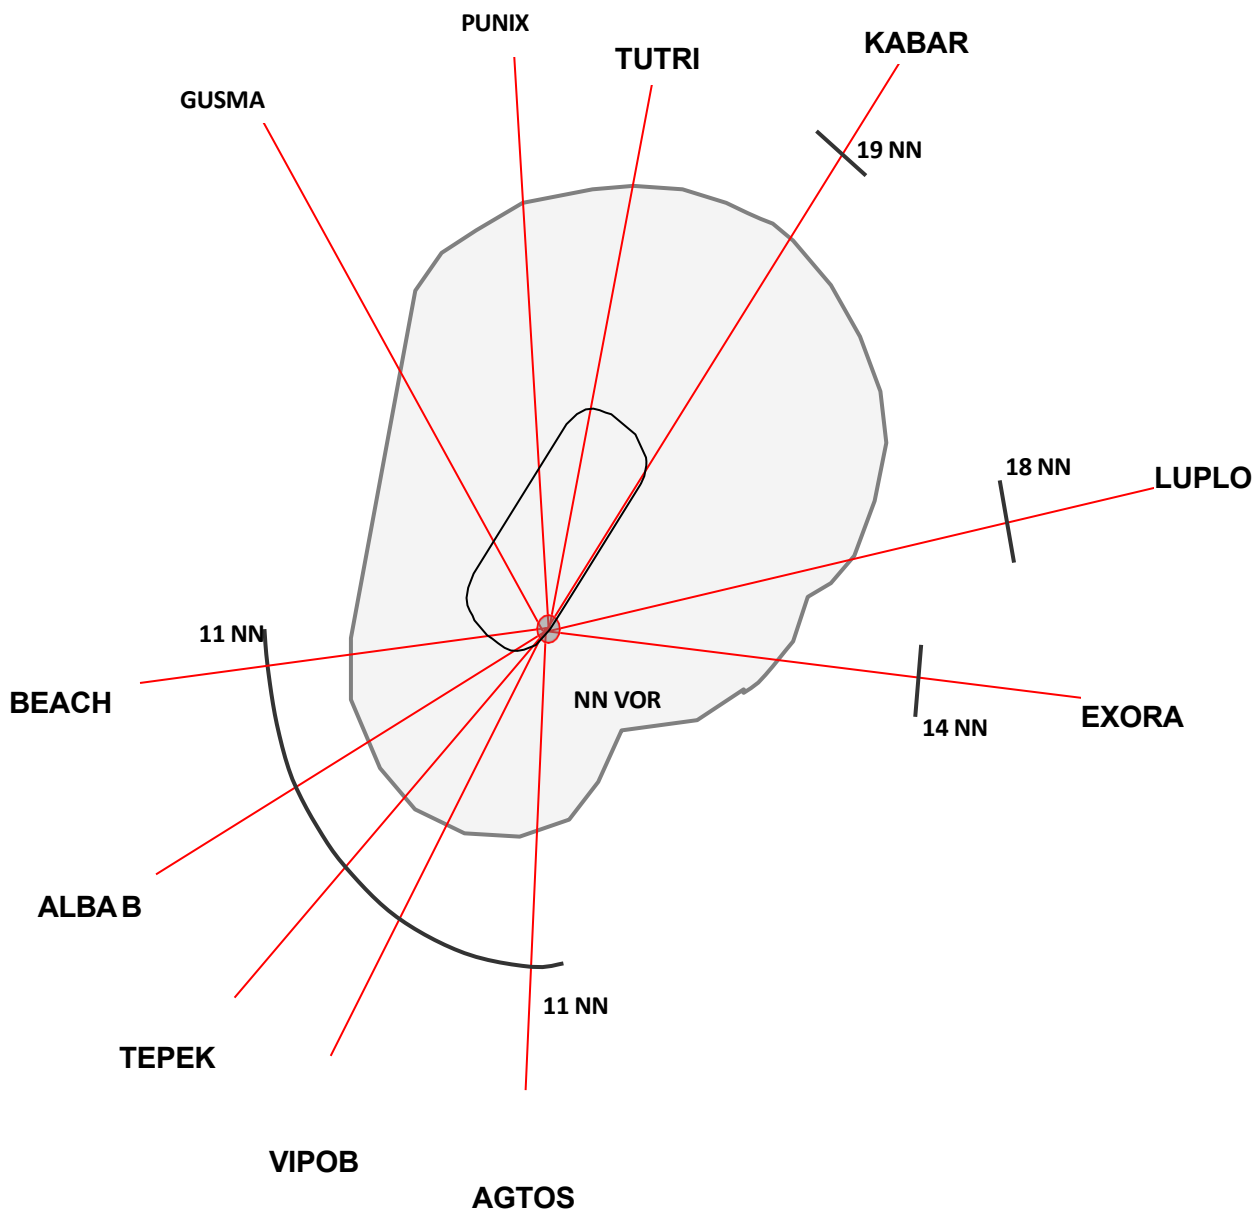 PUNIX
TUTRI
KABAR
GUSMA
19 NN
18 NN
LUPLO
11 NN
BEACH
NN VOR
EXORA
14 NN
ALBA B
11 NN
TEPEK
VIPOB
AGTOS